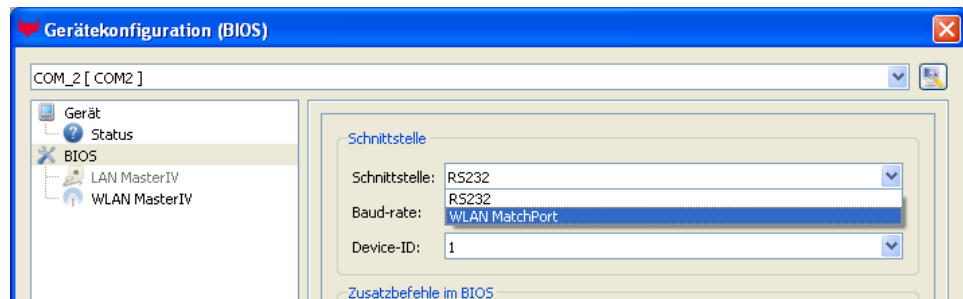 Gerätekonfiguration (BIOS)
COM_2 [ COM2 ]
Gerät
Status
BIOS
LAN MasterIV
WLAN MasterIV
Schnittstelle
Schnittstelle: RS232
RS232
Baud-rate: WLAN MatchPort
Device-ID: 1
Zusatzbefehle im BIOS